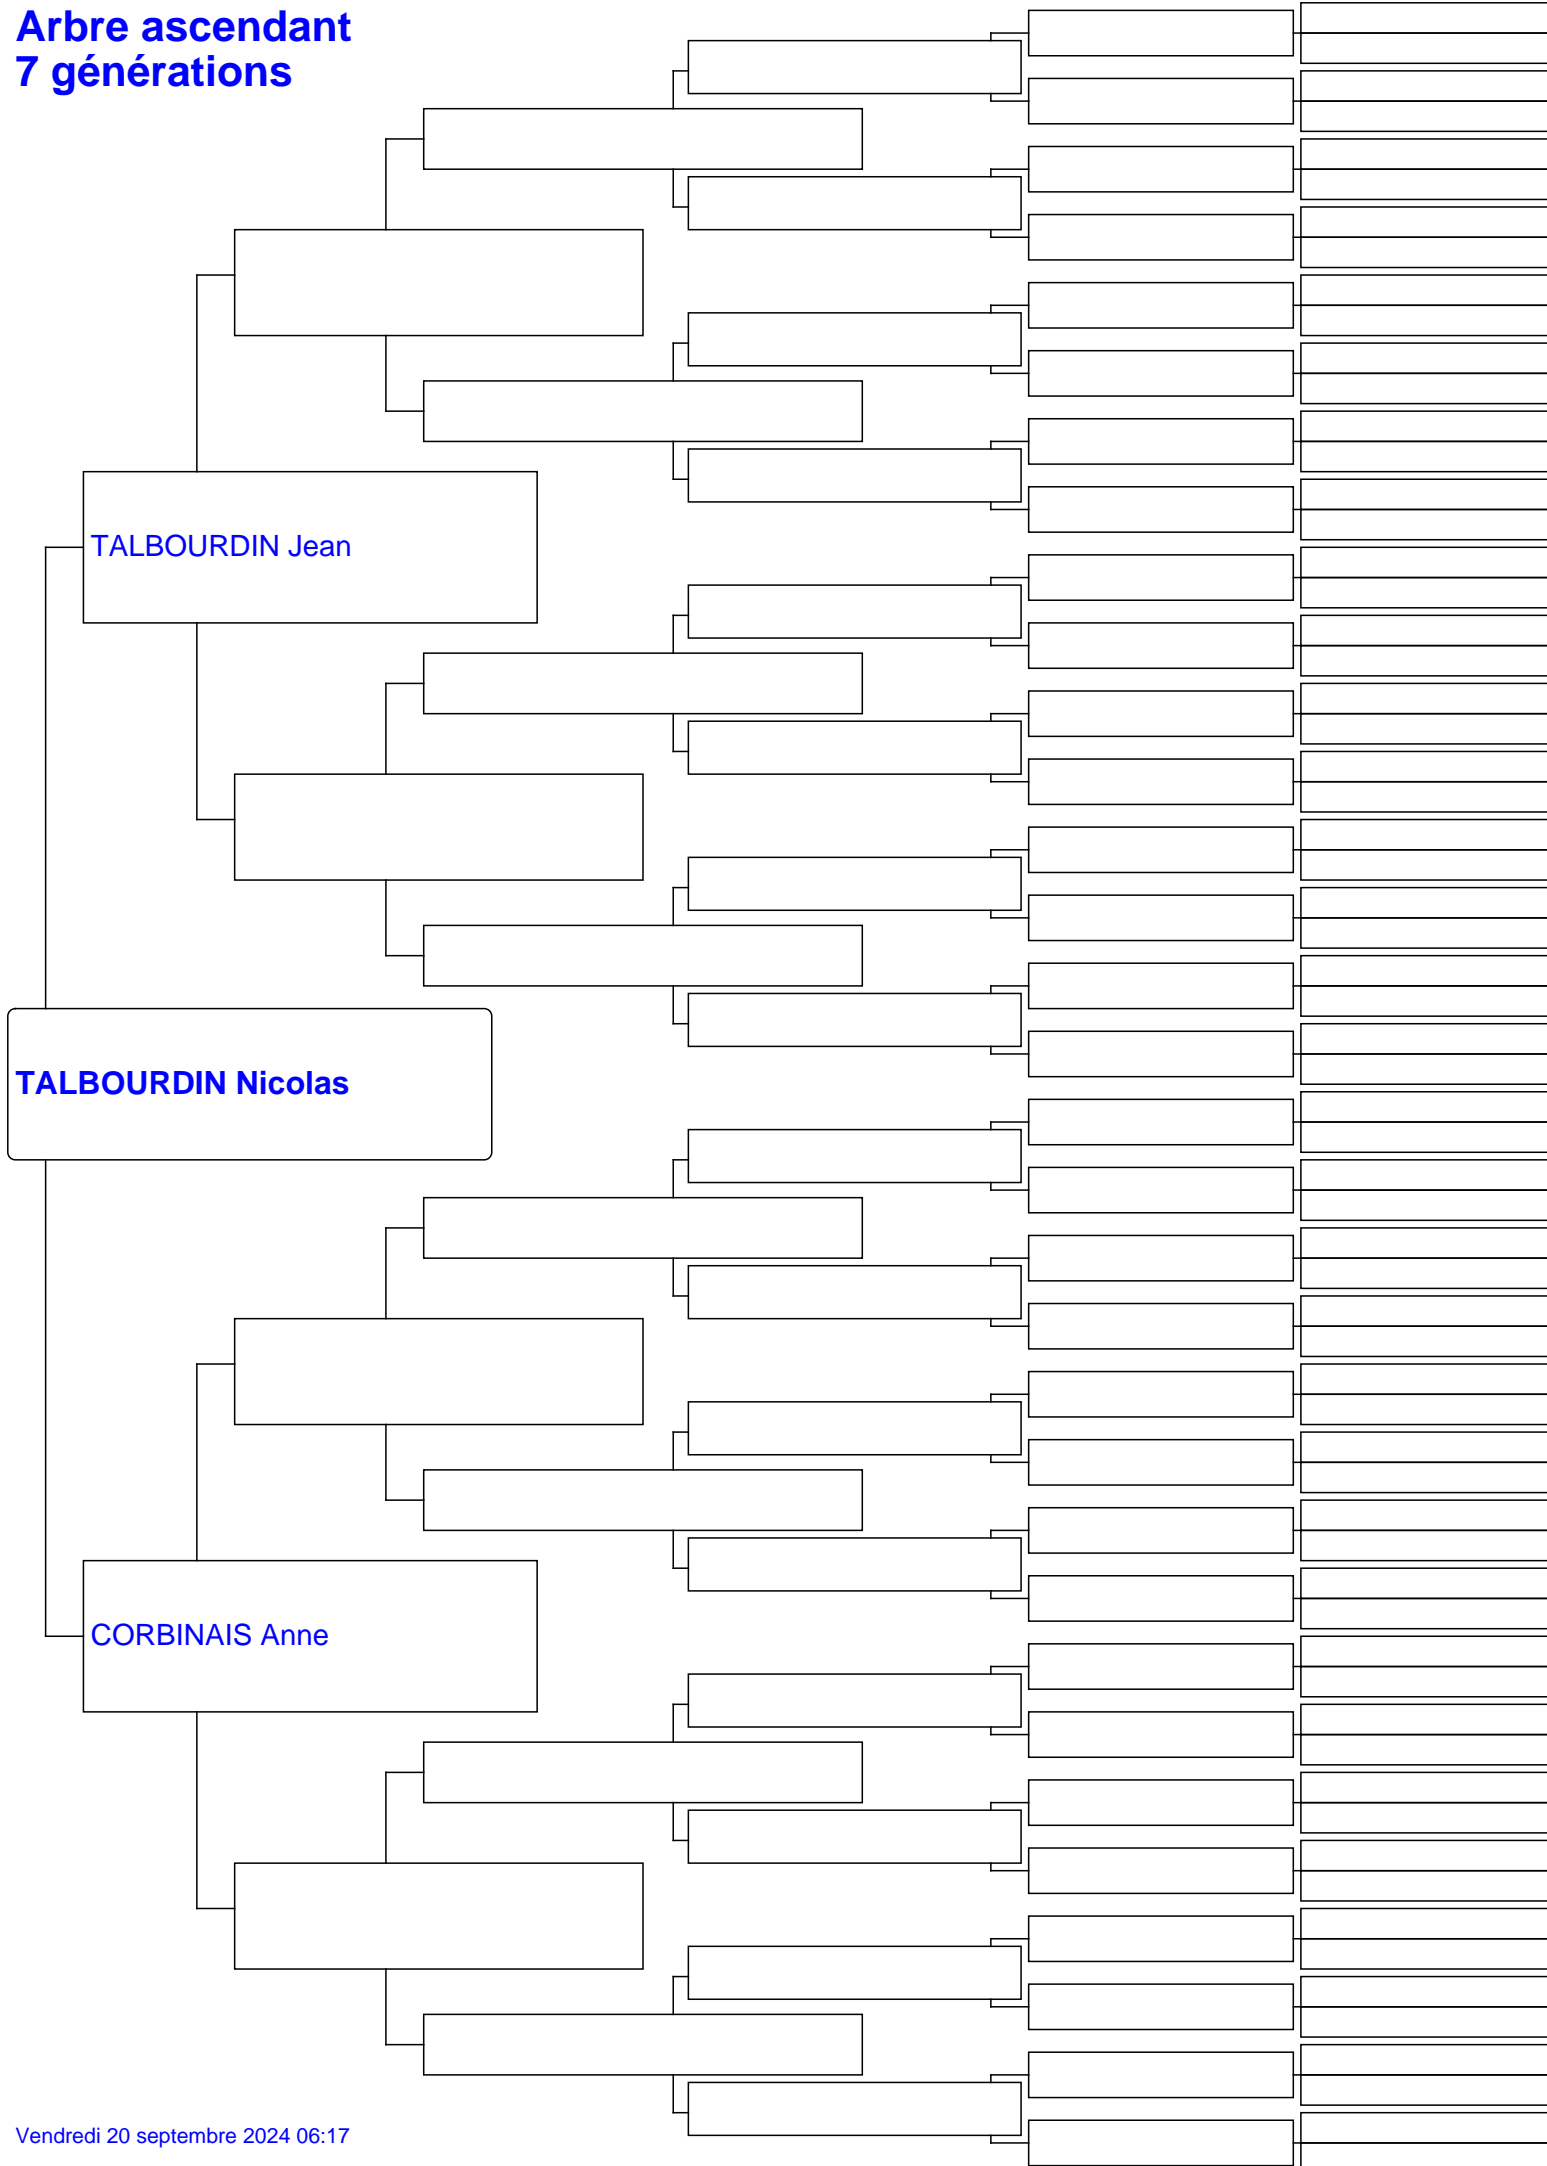 Arbre ascendant
7 générations
TALBOURDIN Jean
TALBOURDIN Nicolas
CORBINAIS Anne
Vendredi 20 septembre 2024 06:17